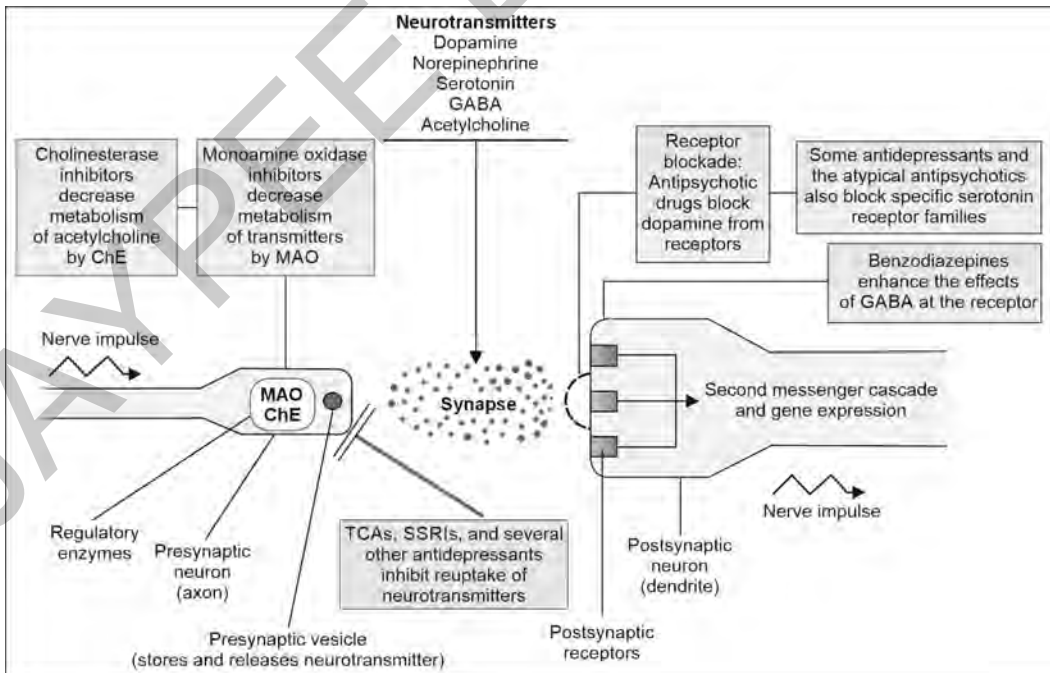 Neurotransmitters
Dopamine
Norepinephrine
Serotonin
GABA
Acetylcholine
Cholinesterase
inhibitors
decrease
metabolism
of acetylcholine
by ChE
Monoamine oxidase
inhibitors
decrease
metabolism
of transmitters
by MAO
Receptor
blockade:
Antipsychotic
drugs block
dopamine from
receptors
Some antidepressants and
the atypical antipsychotics
also block specific serotonin
receptor families
Benzodiazepines
enhance the effects
of GABA at the receptor
Nerve impulse
MAO
ChE
Synapse
Second messenger cascade
and gene expression
Nerve impulse
Regulatory
enzymes
Presynaptic
neuron
(axon)
TCAs, SSRIs, and several
other antidepressants
inhibit reuptake of
neurotransmitters
Postsynaptic
neuron
(dendrite)
Presynaptic vesicle
(stores and releases neurotransmitter)
Postsynaptic
receptors
JAYPEE